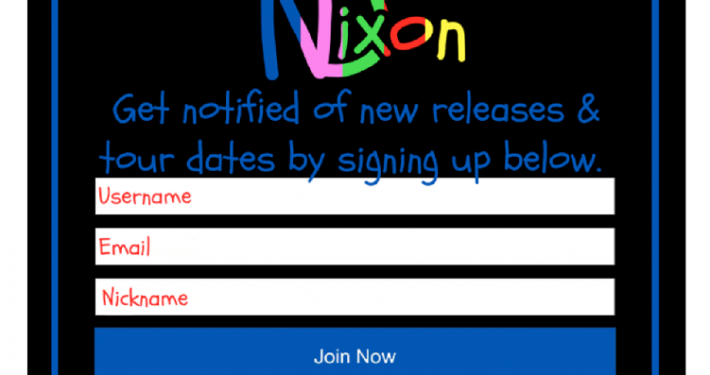 Nixon
Get notified of new releases &
tour dates by signing up below.
Username
Email
Nickname
Join Now